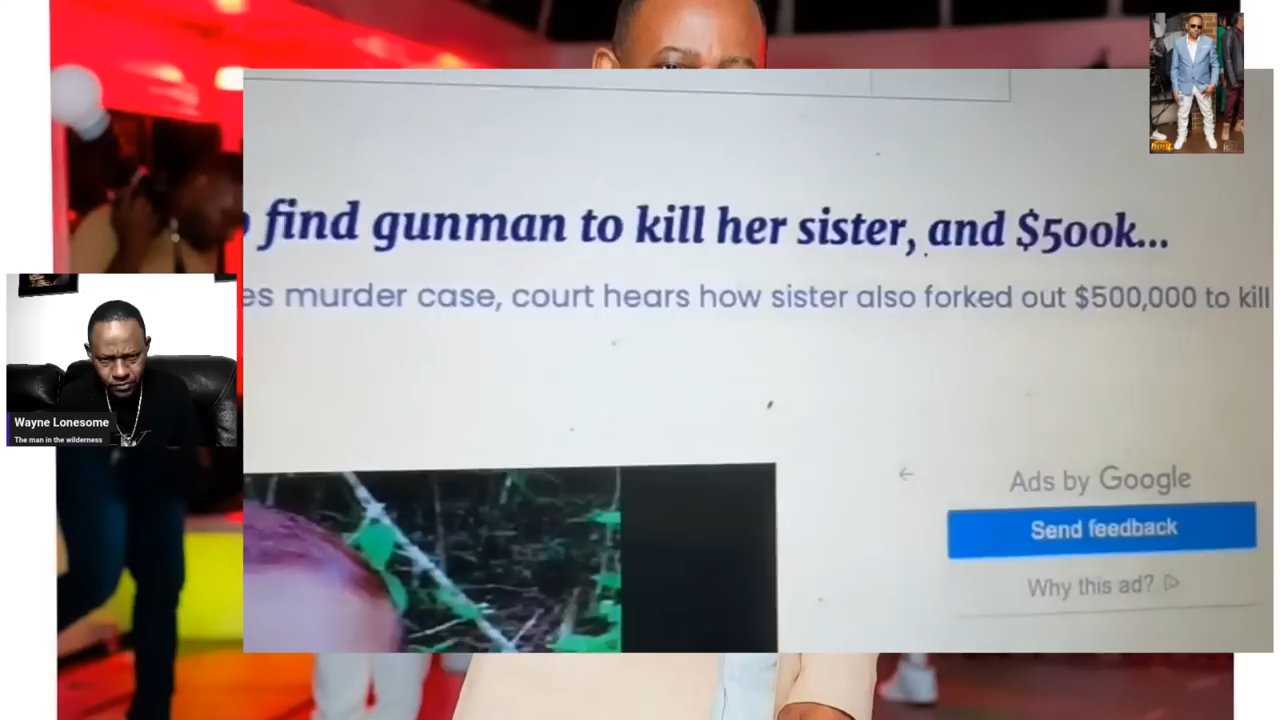 find gunman to kill her sister, and $500k...
es murder case, court hears how sister also forked out $500,000 to kill
Wayne Lonesome
The man in the wilderness
Ads by Google
Send feedback
Why this ad?